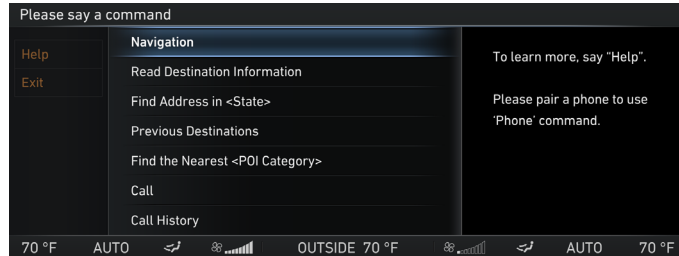 Please say a command
Help
Exit
Navigation
Read Destination Information
Find Address in <State>
Previous Destinations
Find the Nearest <POI Category>
Call
Call History
To learn more, say “Help”.
Please pair a phone to use
‘Phone’ command.
70 °F AUTO OUTSIDE 70 °F AUTO 70 °F